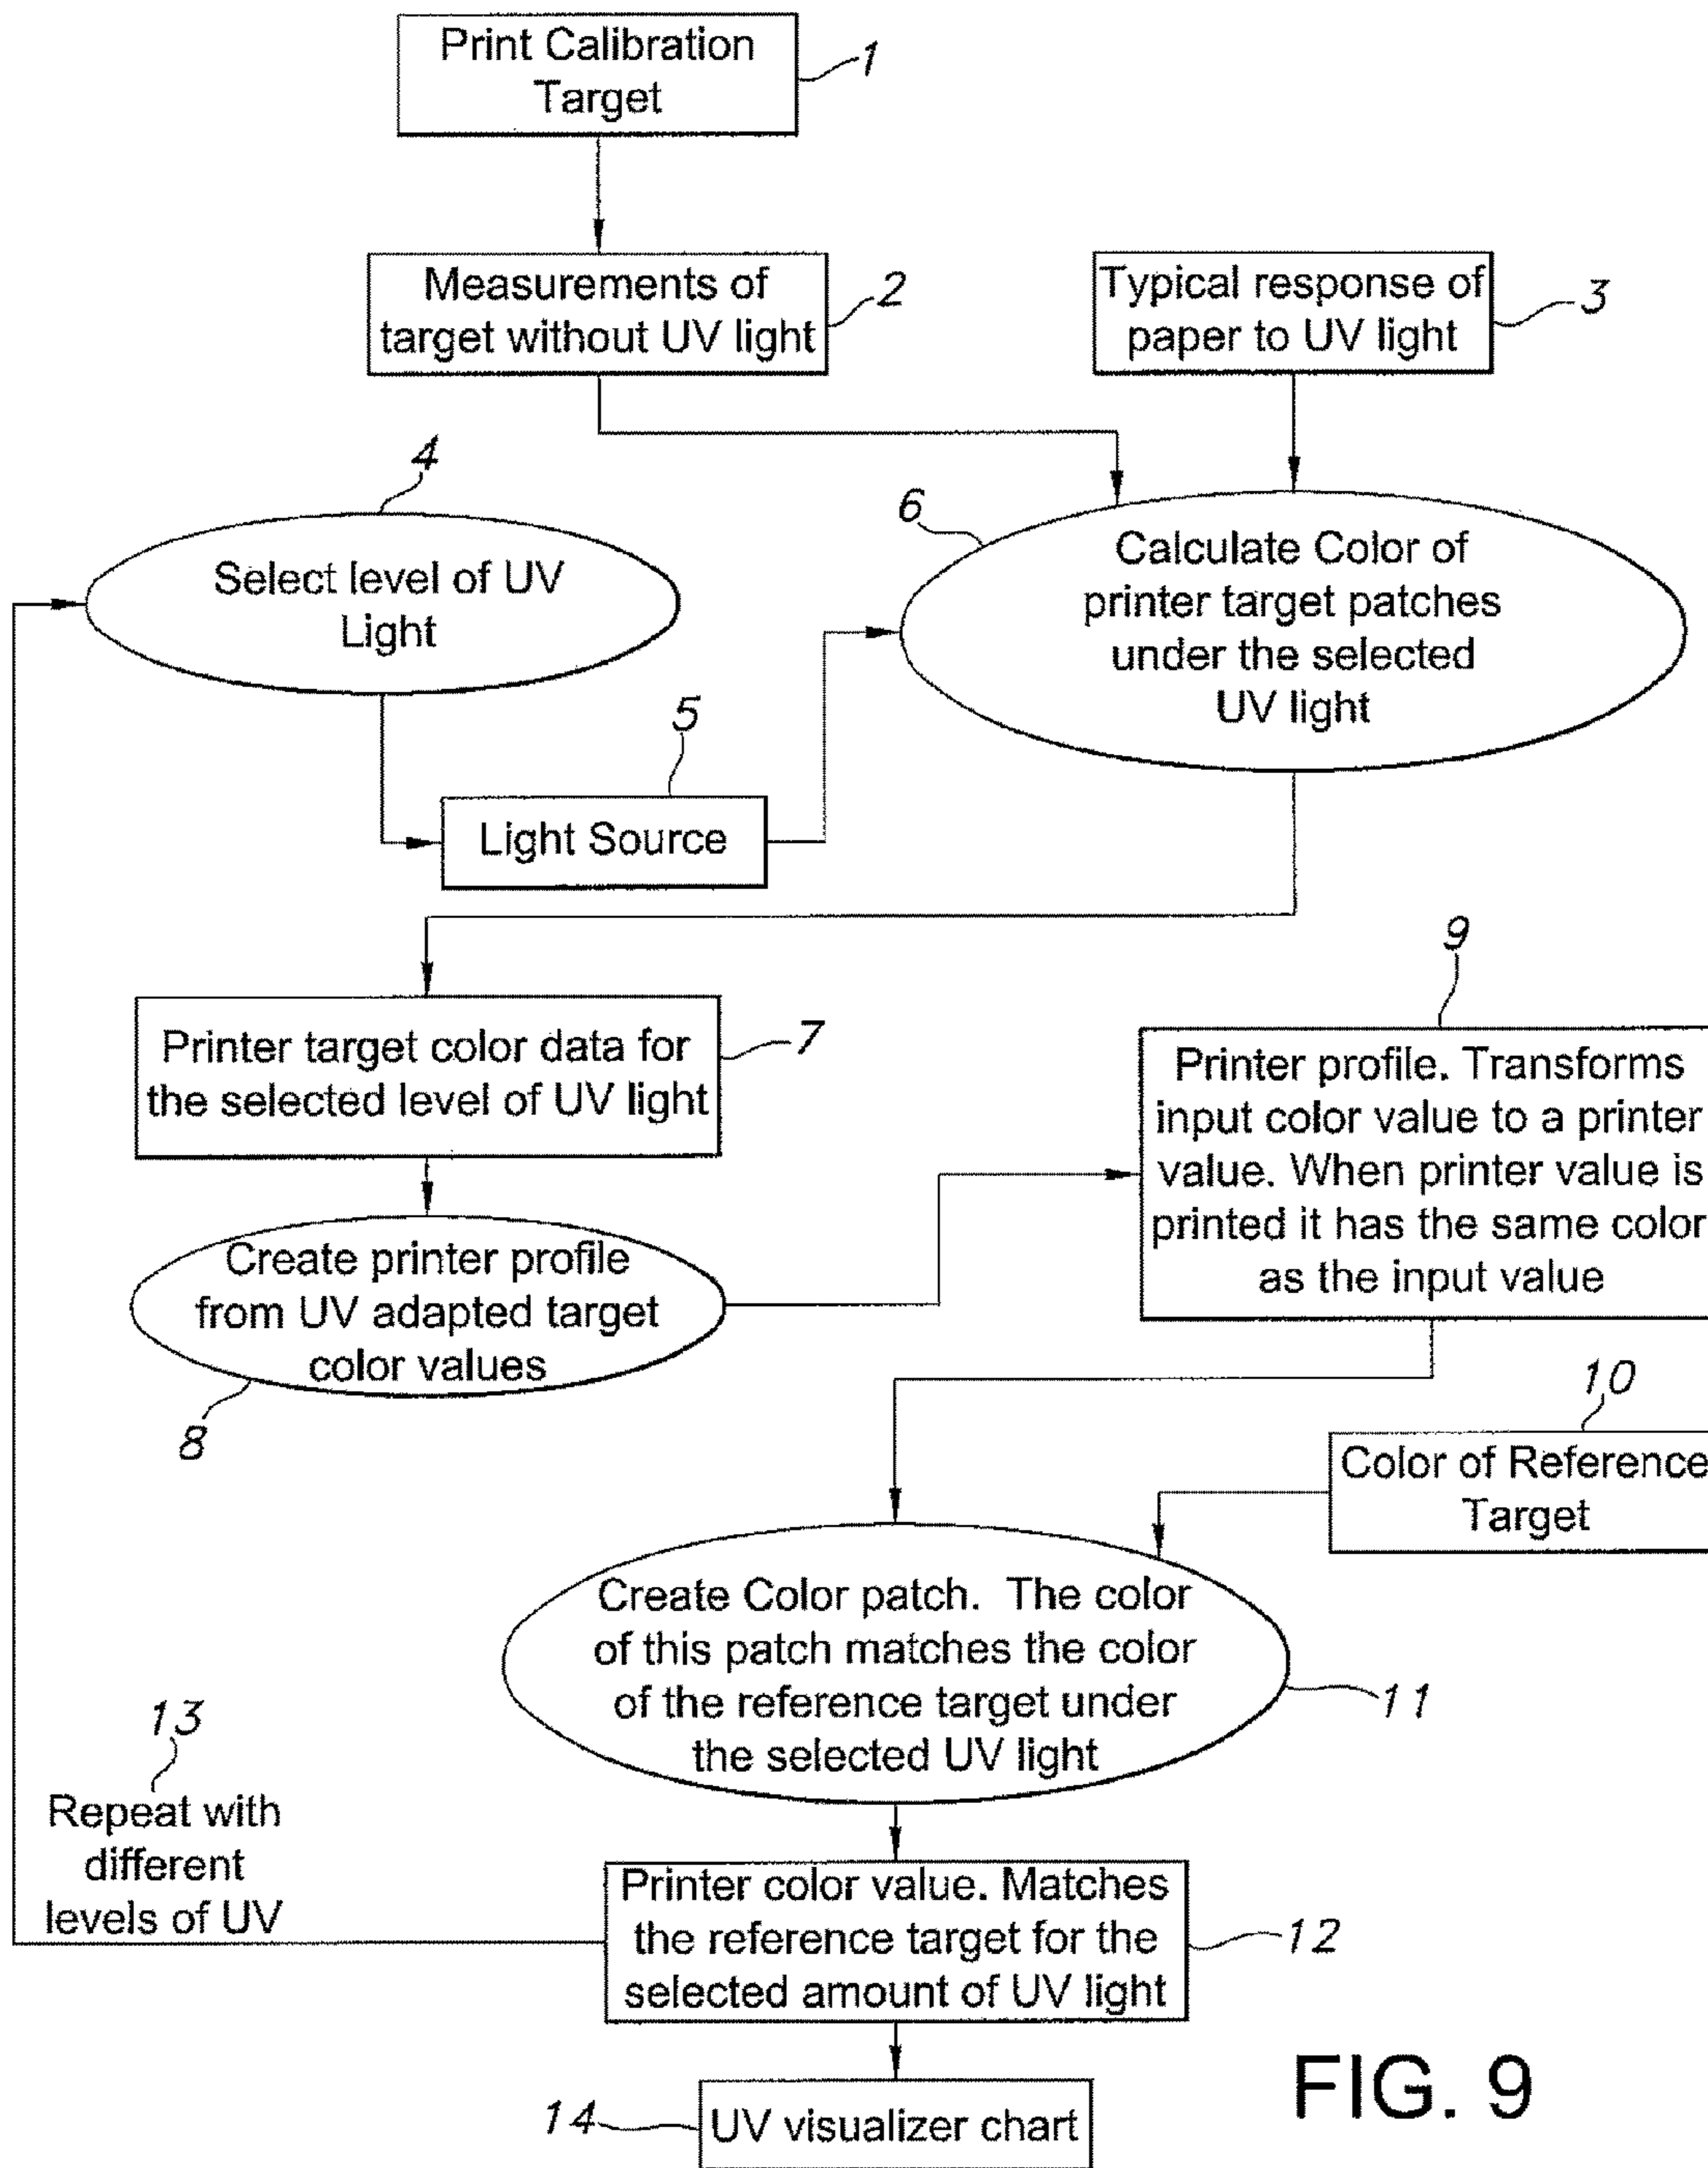 Print Calibration
Target
1
Measurements of
target without UV light
2
Typical response of
paper to UV light
3
4
Select level of UV
Light
6
Calculate Color of
printer target patches
under the selected
UV light
5
Light Source
Printer target color data for
the selected level of UV light
7
9
Printer profile. Transforms
input color value to a printer
value. When printer value is
printed it has the same color
as the input value
Create printer profile
from UV adapted target
color values
8
10
Color of Reference
Target
Create Color patch. The color
of this patch matches the color
of the reference target under
the selected UV light
11
13
Repeat with
different
levels of UV
Printer color value. Matches
the reference target for the
selected amount of UV light
12
14
UV visualizer chart
FIG. 9